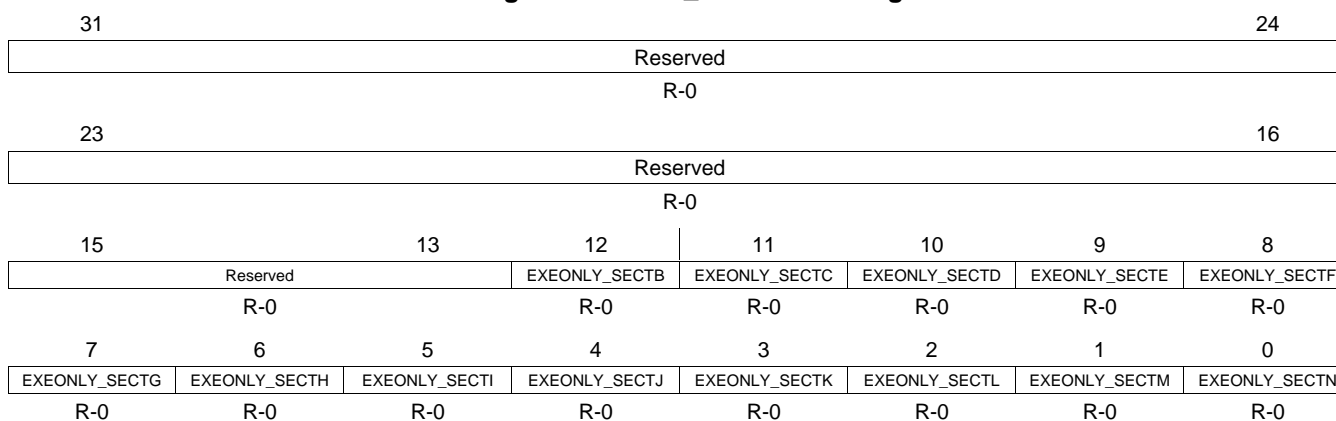 31 24
Reserved
R-0
23 16
Reserved
R-0
15 13 12 11 10 9 8
Reserved EXEONLY_SECTB EXEONLY_SECTC EXEONLY_SECTD EXEONLY_SECTE EXEONLY_SECTF
R-0 R-0 R-0 R-0 R-0 R-0
7 6 5 4 3 2 1 0
EXEONLY_SECTG EXEONLY_SECTH EXEONLY_SECTI EXEONLY_SECTJ EXEONLY_SECTK EXEONLY_SECTL EXEONLY_SECTM EXEONLY_SECTN
R-0 R-0 R-0 R-0 R-0 R-0 R-0 R-0